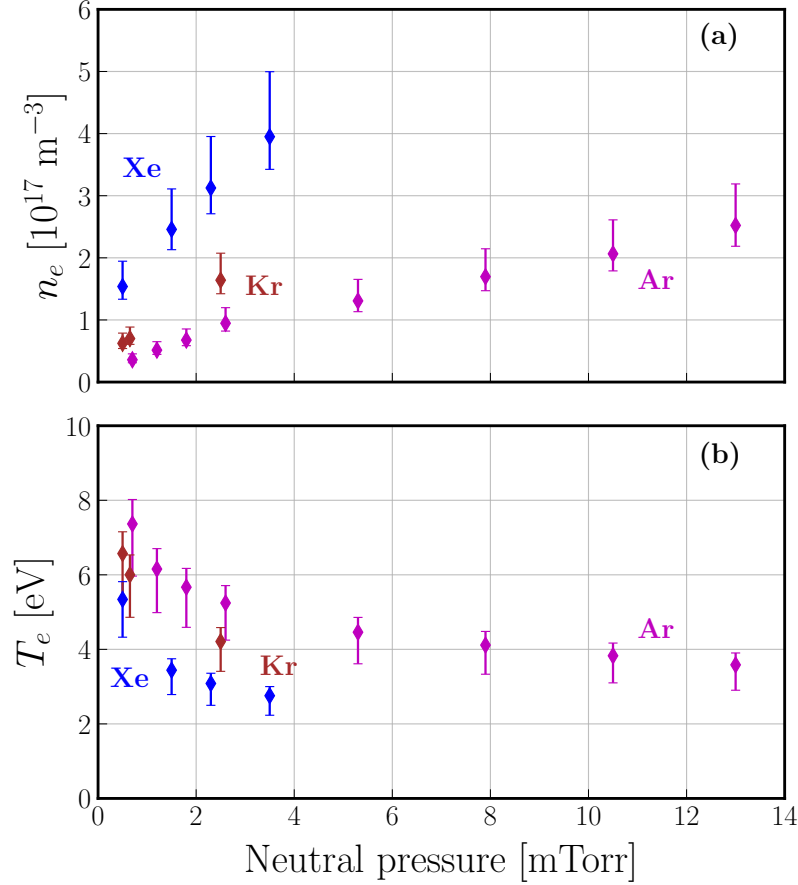 6
(a)
5
4
Xe
3
2
Kr
Ar
1
0
n_e [10^17 m^−3]
10
(b)
8
6
4
Ar
Kr
Xe
2
0
T_e [eV]
0 2 4 6 8 10 12 14
Neutral pressure [mTorr]